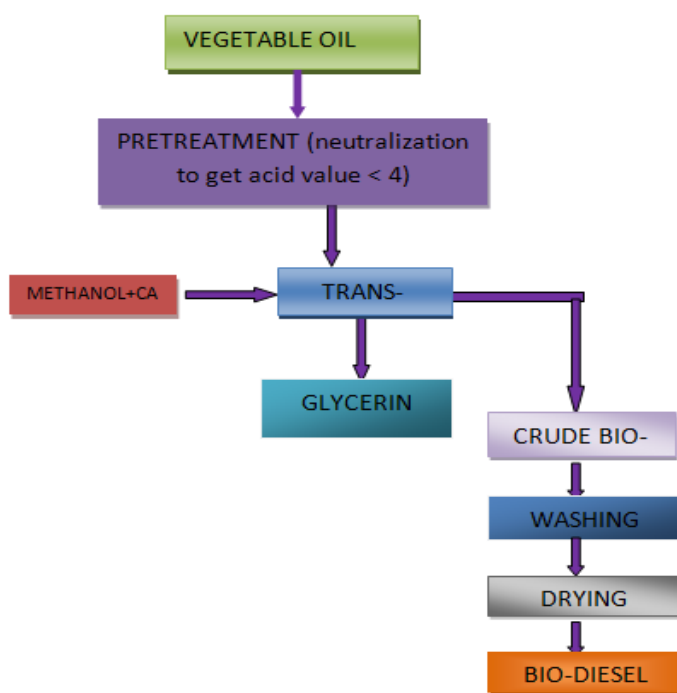 VEGETABLE OIL
PRETREATMENT (neutralization
to get acid value < 4)
METHANOL+CA
TRANS-
GLYCERIN
CRUDE BIO-
WASHING
DRYING
BIO-DIESEL